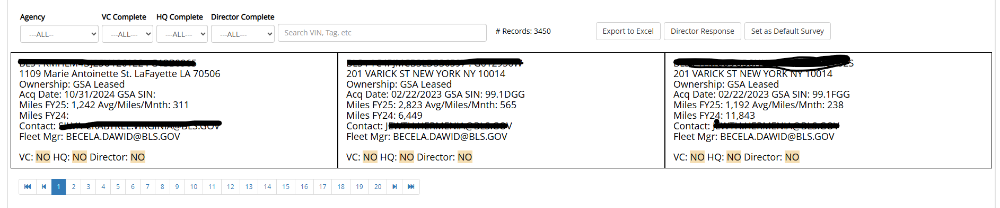 Agency VC Complete HQ Complete Director Complete
---ALL-- ---ALL--- ---ALL--- ---ALL--- Search VIN, Tag, etc # Records: 3450 Export to Excel Director Response Set as Default Survey
1109 Marie Antoinette St. LaFayette LA 70506
Ownership: GSA Leased
Acq Date: 10/31/2024 GSA SIN:
Miles FY25: 1,242 Avg/Miles/Mnth: 311
Miles FY24:
Contact:
Fleet Mgr: BECELA.DAWID@BLS.GOV
VC: NO HQ: NO Director: NO
201 VARICK ST NEW YORK NY 10014
Ownership: GSA Leased
Acq Date: 02/22/2023 GSA SIN: 99.1DGG
Miles FY25: 2,823 Avg/Miles/Mnth: 565
Miles FY24: 6,449
Contact:
Fleet Mgr: BECELA.DAWID@BLS.GOV
VC: NO HQ: NO Director: NO
201 VARICK ST NEW YORK NY 10014
Ownership: GSA Leased
Acq Date: 02/22/2023 GSA SIN: 99.1FGG
Miles FY25: 1,192 Avg/Miles/Mnth: 238
Miles FY24: 11,843
Contact:
Fleet Mgr: BECELA.DAWID@BLS.GOV
VC: NO HQ: NO Director: NO
1 2 3 4 5 6 7 8 9 10 11 12 13 14 15 16 17 18 19 20